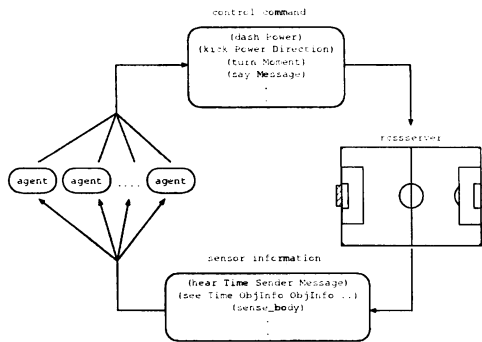 control command
(dash Power)
(kick Power Direction)
(turn Moment)
(say Message)
.
.
rcssserver
agent agent .... agent
sensor information
(hear Time Sender Message)
(see Time ObjInfo ObjInfo ..)
(sense_body)
.
.